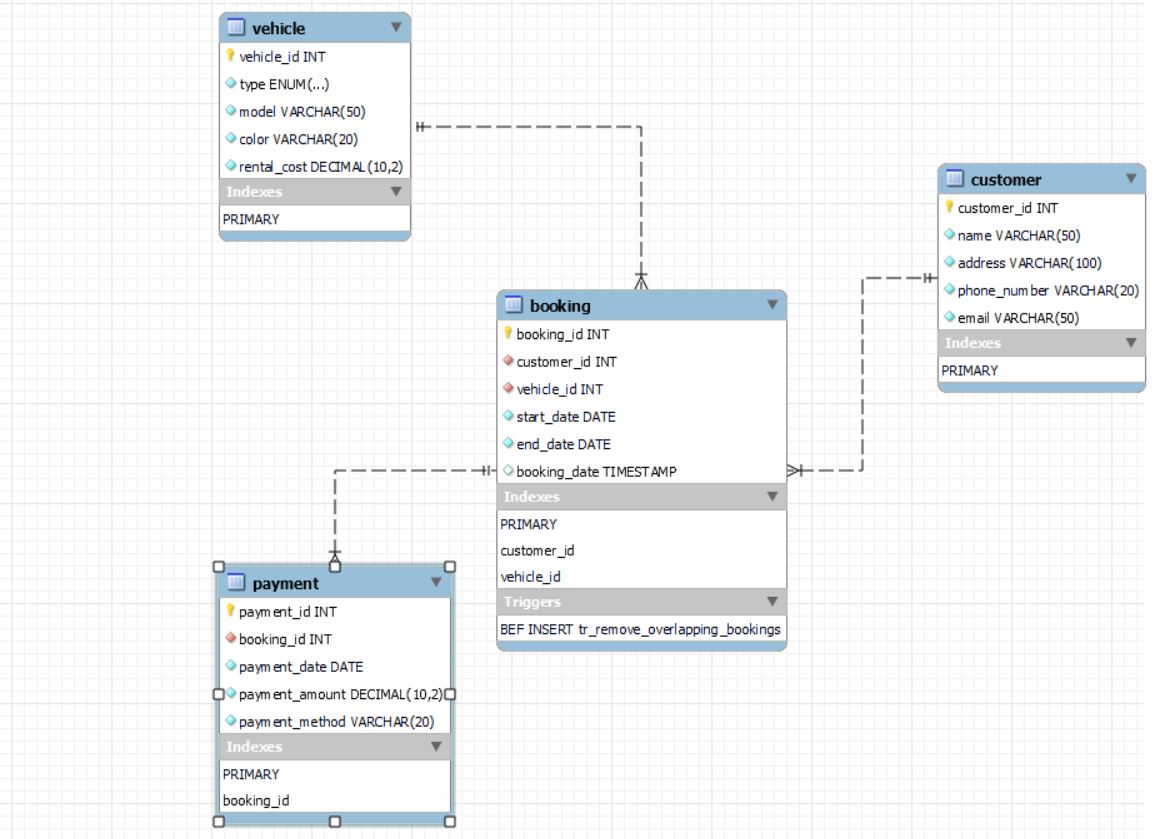 vehicle
vehicle_id INT
type ENUM(...)
model VARCHAR(50)
color VARCHAR(20)
rental_cost DECIMAL(10,2)
Indexes
PRIMARY
customer
customer_id INT
name VARCHAR(50)
address VARCHAR(100)
phone_number VARCHAR(20)
email VARCHAR(50)
Indexes
PRIMARY
booking
booking_id INT
customer_id INT
vehicle_id INT
start_date DATE
end_date DATE
booking_date TIMESTAMP
Indexes
PRIMARY
customer_id
vehicle_id
Triggers
BEF INSERT tr_remove_overlapping_bookings
payment
payment_id INT
booking_id INT
payment_date DATE
payment_amount DECIMAL(10,2)
payment_method VARCHAR(20)
Indexes
PRIMARY
booking_id